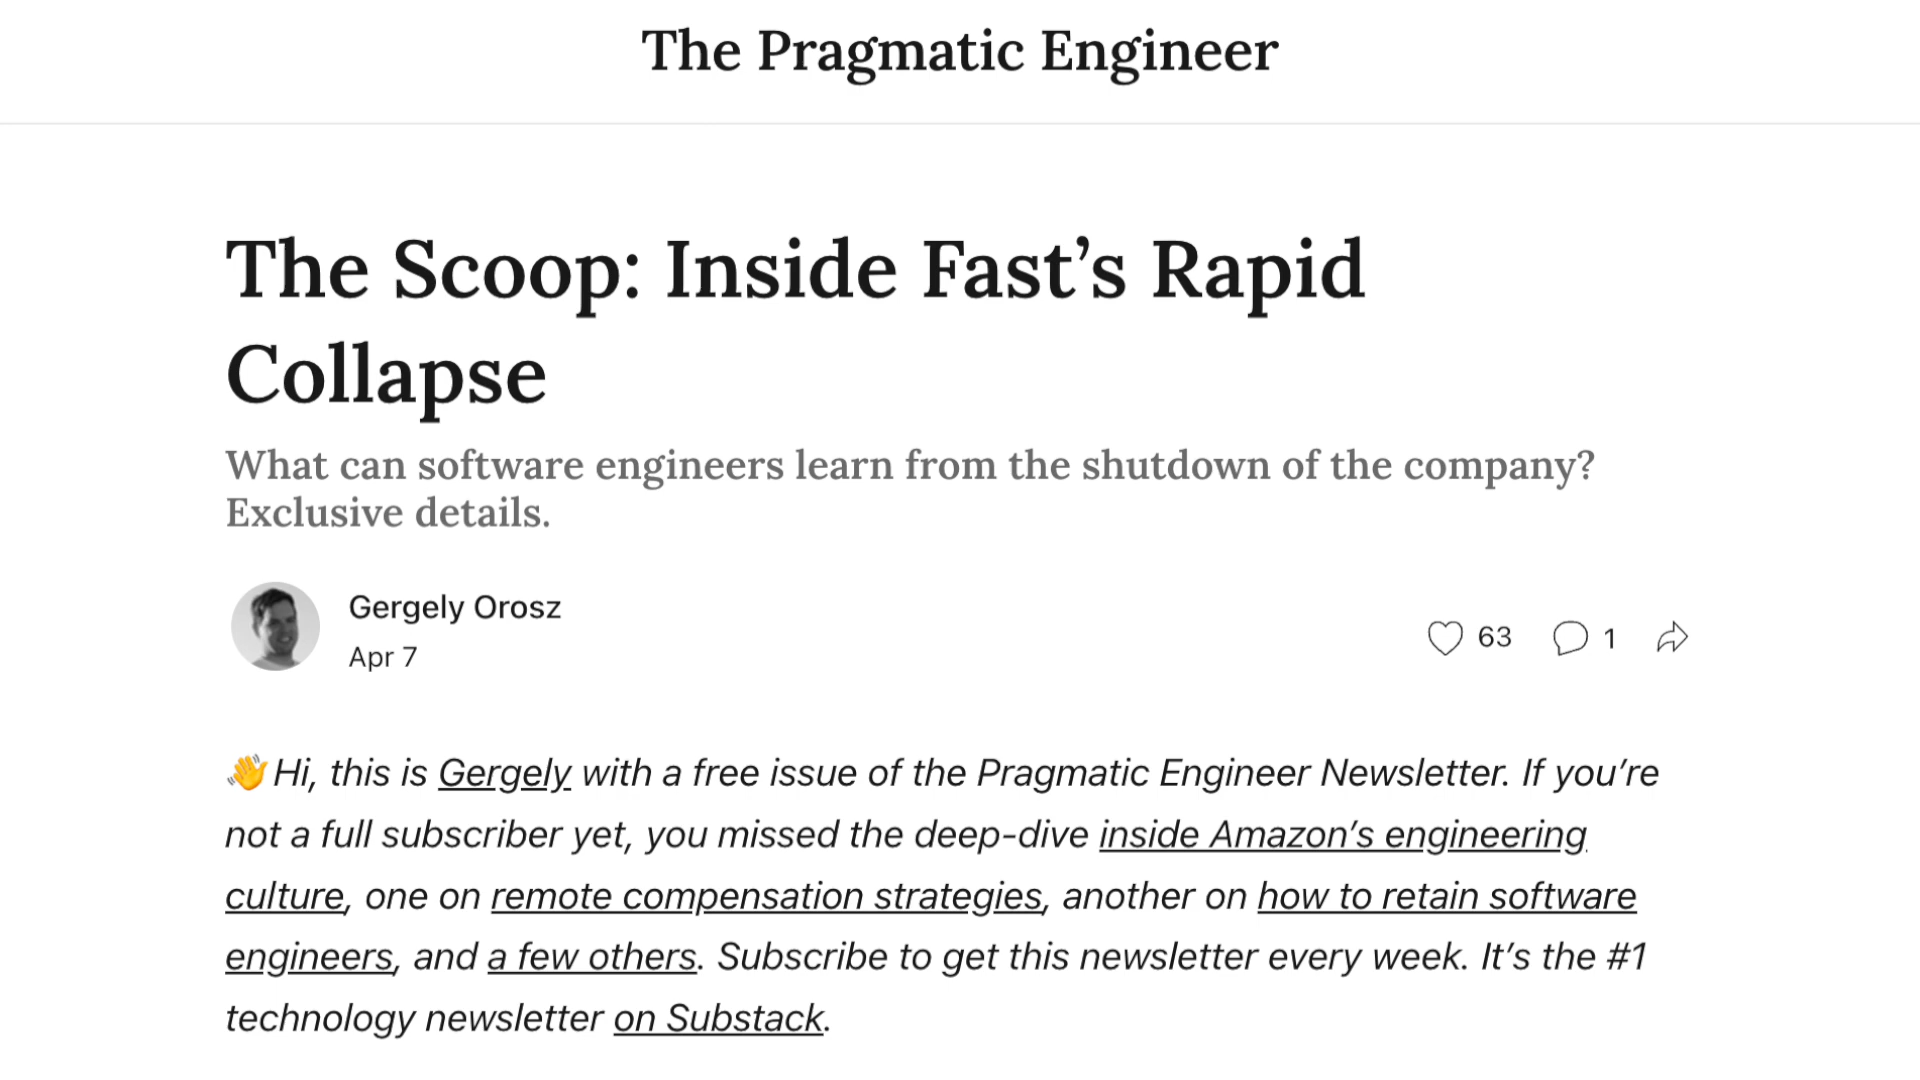 The Pragmatic Engineer
The Scoop: Inside Fast’s Rapid
Collapse
What can software engineers learn from the shutdown of the company?
Exclusive details.
Gergely Orosz
Apr 7
63
1
👋 Hi, this is Gergely with a free issue of the Pragmatic Engineer Newsletter. If you’re
not a full subscriber yet, you missed the deep-dive inside Amazon’s engineering
culture, one on remote compensation strategies, another on how to retain software
engineers, and a few others. Subscribe to get this newsletter every week. It’s the #1
technology newsletter on Substack.